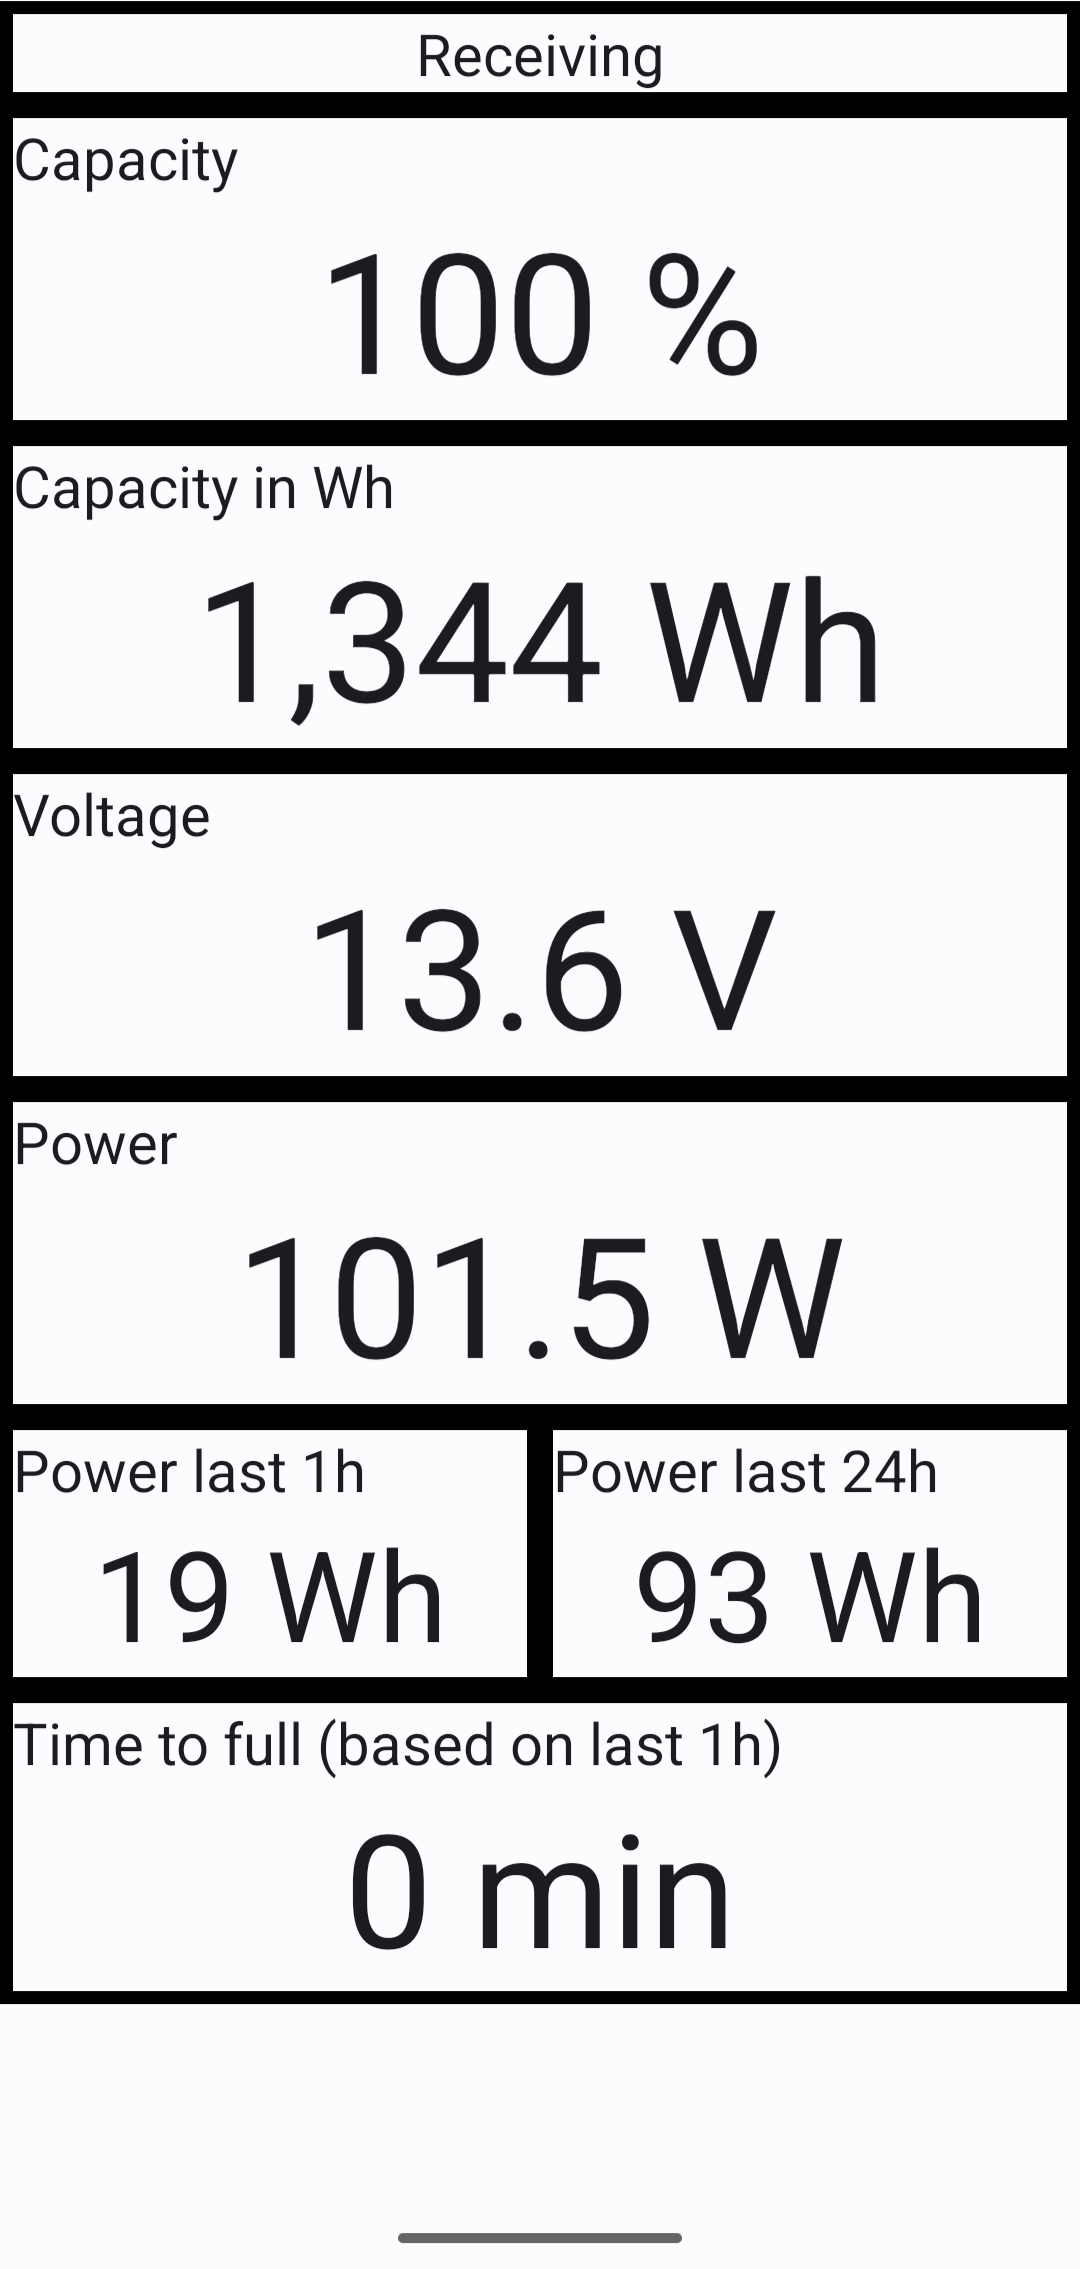 Receiving
Capacity
100 %
Capacity in Wh
1,344 Wh
Voltage
13.6 V
Power
101.5 W
Power last 1h
19 Wh
Power last 24h
93 Wh
Time to full (based on last 1h)
0 min